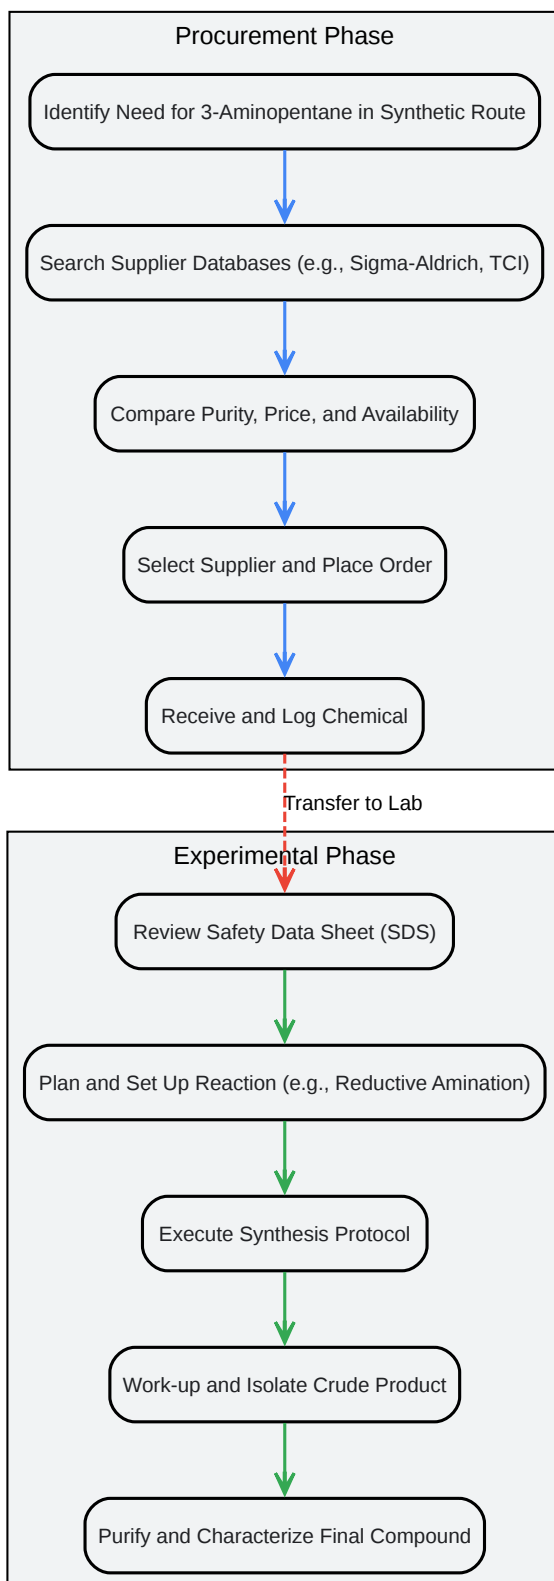 Procurement Phase
Identify Need for 3-Aminopentane in Synthetic Route
Search Supplier Databases (e.g., Sigma-Aldrich, TCI)
Compare Purity, Price, and Availability
Select Supplier and Place Order
Receive and Log Chemical
Transfer to Lab
Experimental Phase
Review Safety Data Sheet (SDS)
Plan and Set Up Reaction (e.g., Reductive Amination)
Execute Synthesis Protocol
Work-up and Isolate Crude Product
Purify and Characterize Final Compound